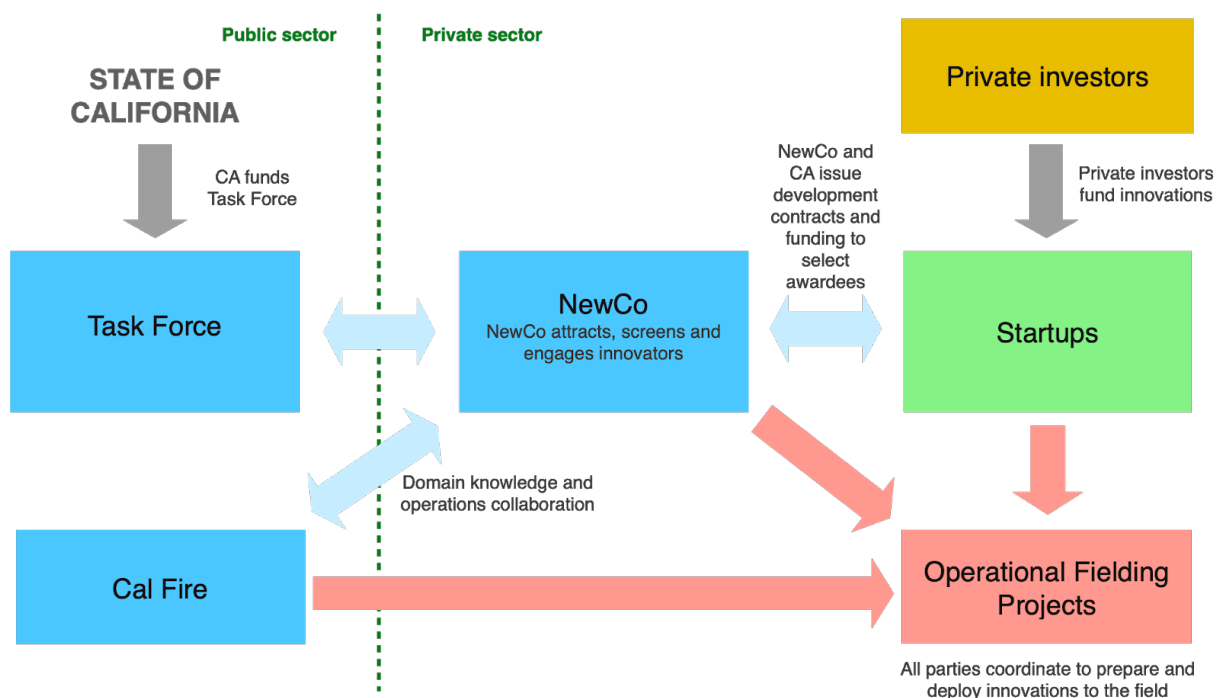 Public sector
Private sector
STATE OF
CALIFORNIA
Private investors
CA funds
Task Force
NewCo and
CA issue
development
contracts and
funding to
select
awardees
Private investors
fund innovations
Task Force
NewCo
NewCo attracts, screens and
engages innovators
Startups
Domain knowledge and
operations collaboration
Cal Fire
Operational Fielding
Projects
All parties coordinate to prepare and
deploy innovations to the field